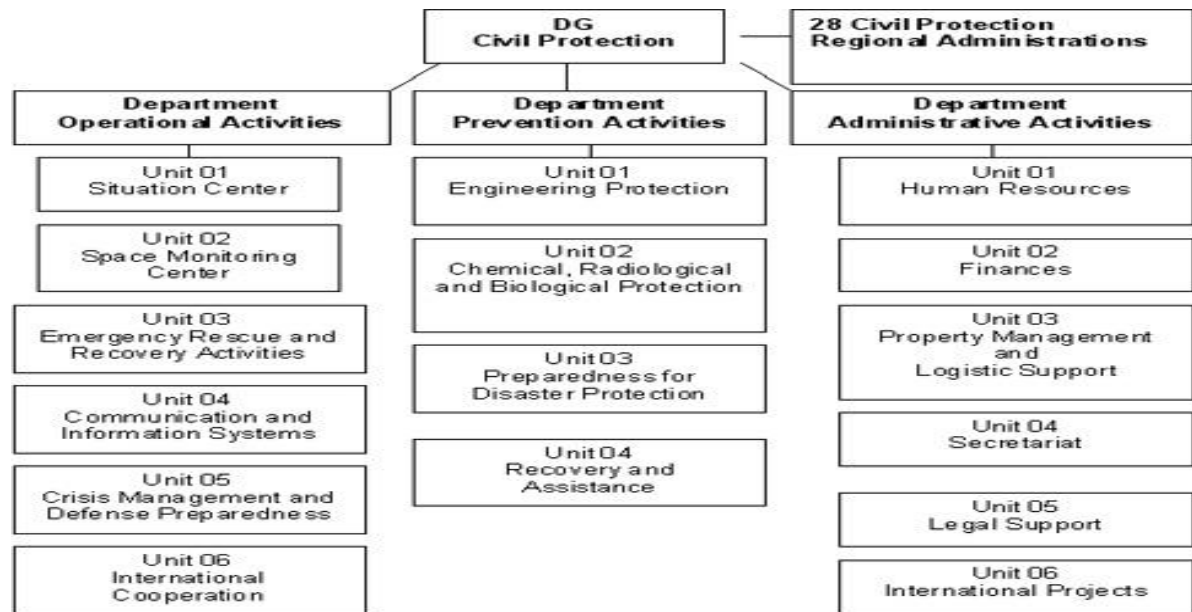 DG
Civil Protection
28 Civil Protection
Regional Administrations
Department
Operational Activities
Unit 01
Situation Center
Unit 02
Space Monitoring
Center
Unit 03
Emergency Rescue and
Recovery Activities
Unit 04
Communication and
Information Systems
Unit 05
Crisis Management and
Defense Preparedness
Unit 06
International
Cooperation
Department
Prevention Activities
Unit 01
Engineering Protection
Unit 02
Chemical, Radiological
and Biological Protection
Unit 03
Preparedness for
Disaster Protection
Unit 04
Recovery and
Assistance
Department
Administrative Activities
Unit 01
Human Resources
Unit 02
Finances
Unit 03
Property Management
and
Logistic Support
Unit 04
Secretariat
Unit 05
Legal Support
Unit 06
International Projects